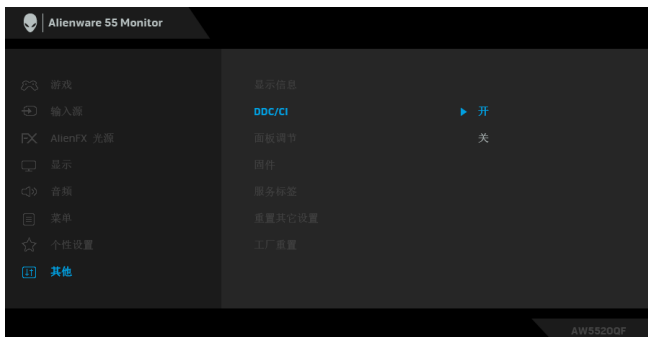 Alienware 55 Monitor
游戏
输入源
AlienFX 光源
显示
音频
菜单
个性设置
其他
显示信息
DDC/CI
开
面板调节
关
固件
服务标签
重置其它设置
工厂重置
AW5520QF